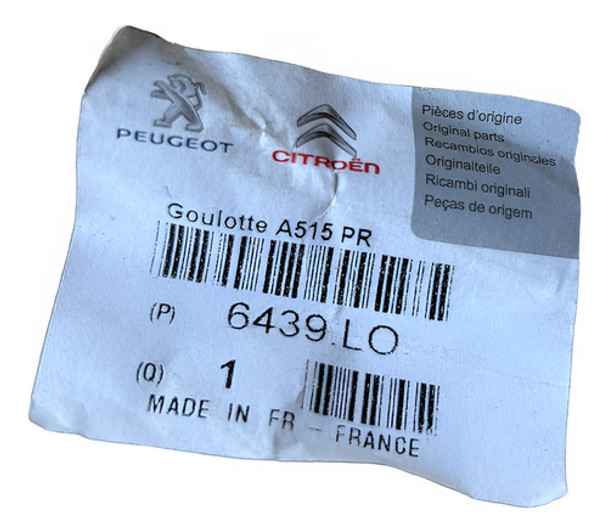 PEUGEOT
CITROËN
Pièces d'origine
Original parts
Recambios originales
Originalteile
Ricambi originali
Peças de origem
Goulotte A515 PR
(P) 6439.LO
(Q) 1
MADE IN FR - FRANCE